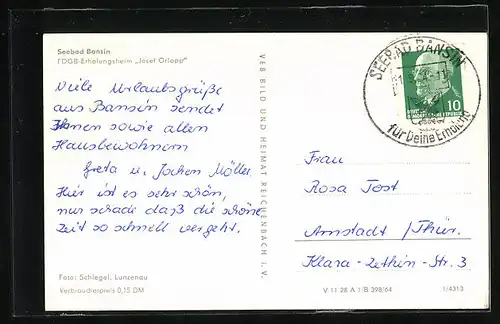 Seebad Bansin
FDGB-Erholungsheim „Josef Orlopp"
Viele Urlaubsgrüße
aus Bansin sendet
Ihnen sowie allen
Hausbewohnern
Greta u. Jochen Möller
Hier ist es sehr schön,
nur schade daß die schöne
Zeit so schnell vergeht.
Foto: Schlegel, Lunzenau
Verbraucherpreis 0,15 DM
VEB BILD UND HEIMAT REICHENBACH I. V.
SEEBAD BANSIN
für Deine Erholung
10
Frau
Rosa Tost
Arnstadt /Thür.
Klara-Zethin-Str. 3
V 11 28 A 1/B 398/64
1/4313